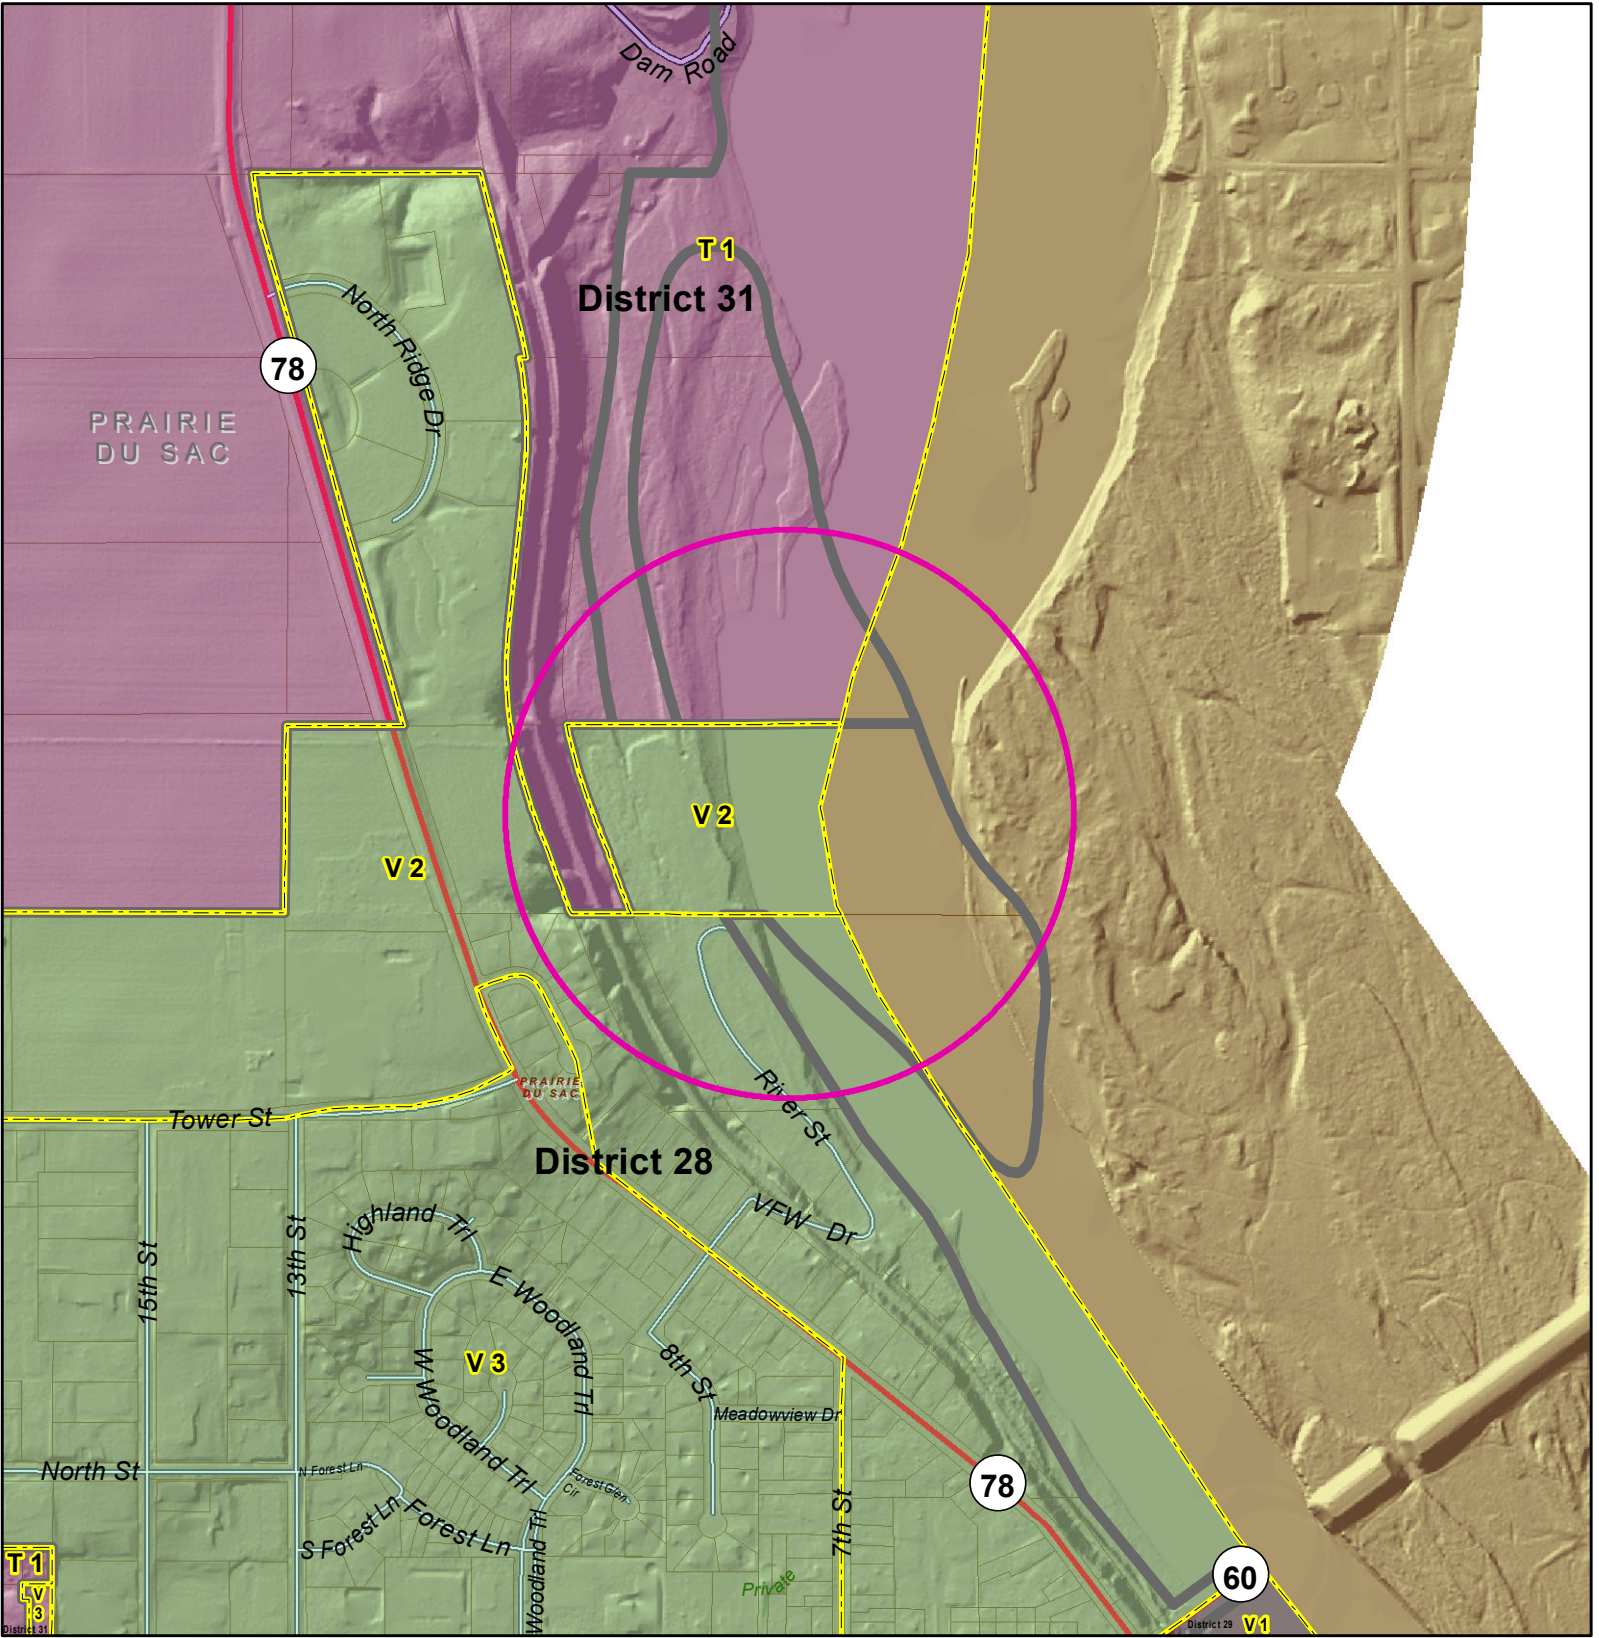 Dam Road
T 1
District 31
North Ridge Dr
78
PRAIRIE
DU SAC
V 2
V 2
PRAIRIE
DU SAC
River St
Tower St
District 28
VFW Dr
Highland Trl
13th St
15th St
E Woodland Trl
V 3
W Woodland Trl
8th St
Meadowview Dr
North St
N Forest Ln
Forest Glen
Cir
78
S Forest Ln
Forest Ln
7th St
Woodland Trl
T 1
V
3
District 31
Private
60
District 29
V 1